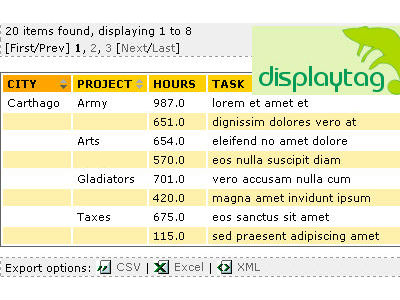 20 items found, displaying 1 to 8
[First/Prev] 1, 2, 3 [Next/Last]
displaytag
CITY PROJECT HOURS TASK
Carthago Army 987.0 lorem et amet et
651.0 dignissim dolores vero at
Arts 654.0 eleifend no amet dolore
570.0 eos nulla suscipit diam
Gladiators 701.0 vero accusam nulla cum
420.0 magna amet invidunt ipsum
Taxes 675.0 eos sanctus sit amet
115.0 sed praesent adipiscing amet
Export options: CSV | Excel | XML